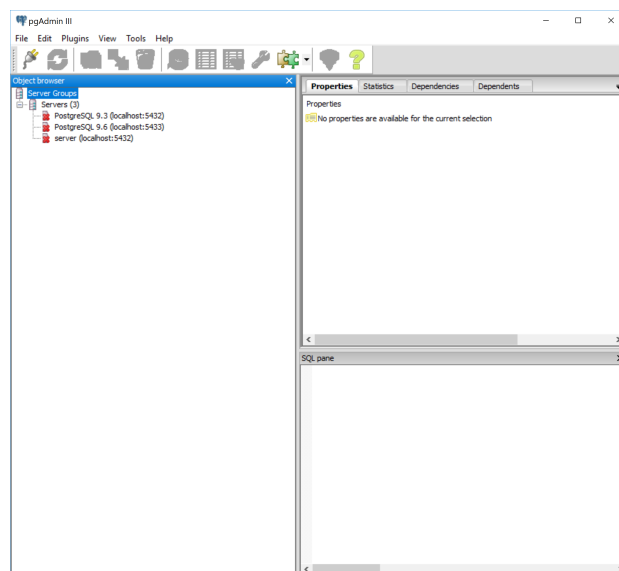 pgAdmin III
File Edit Plugins View Tools Help
Object browser
Server Groups
Servers (3)
PostgreSQL 9.3 (localhost:5432)
PostgreSQL 9.6 (localhost:5433)
server (localhost:5432)
Properties Statistics Dependencies Dependents
Properties
No properties are available for the current selection
SQL pane